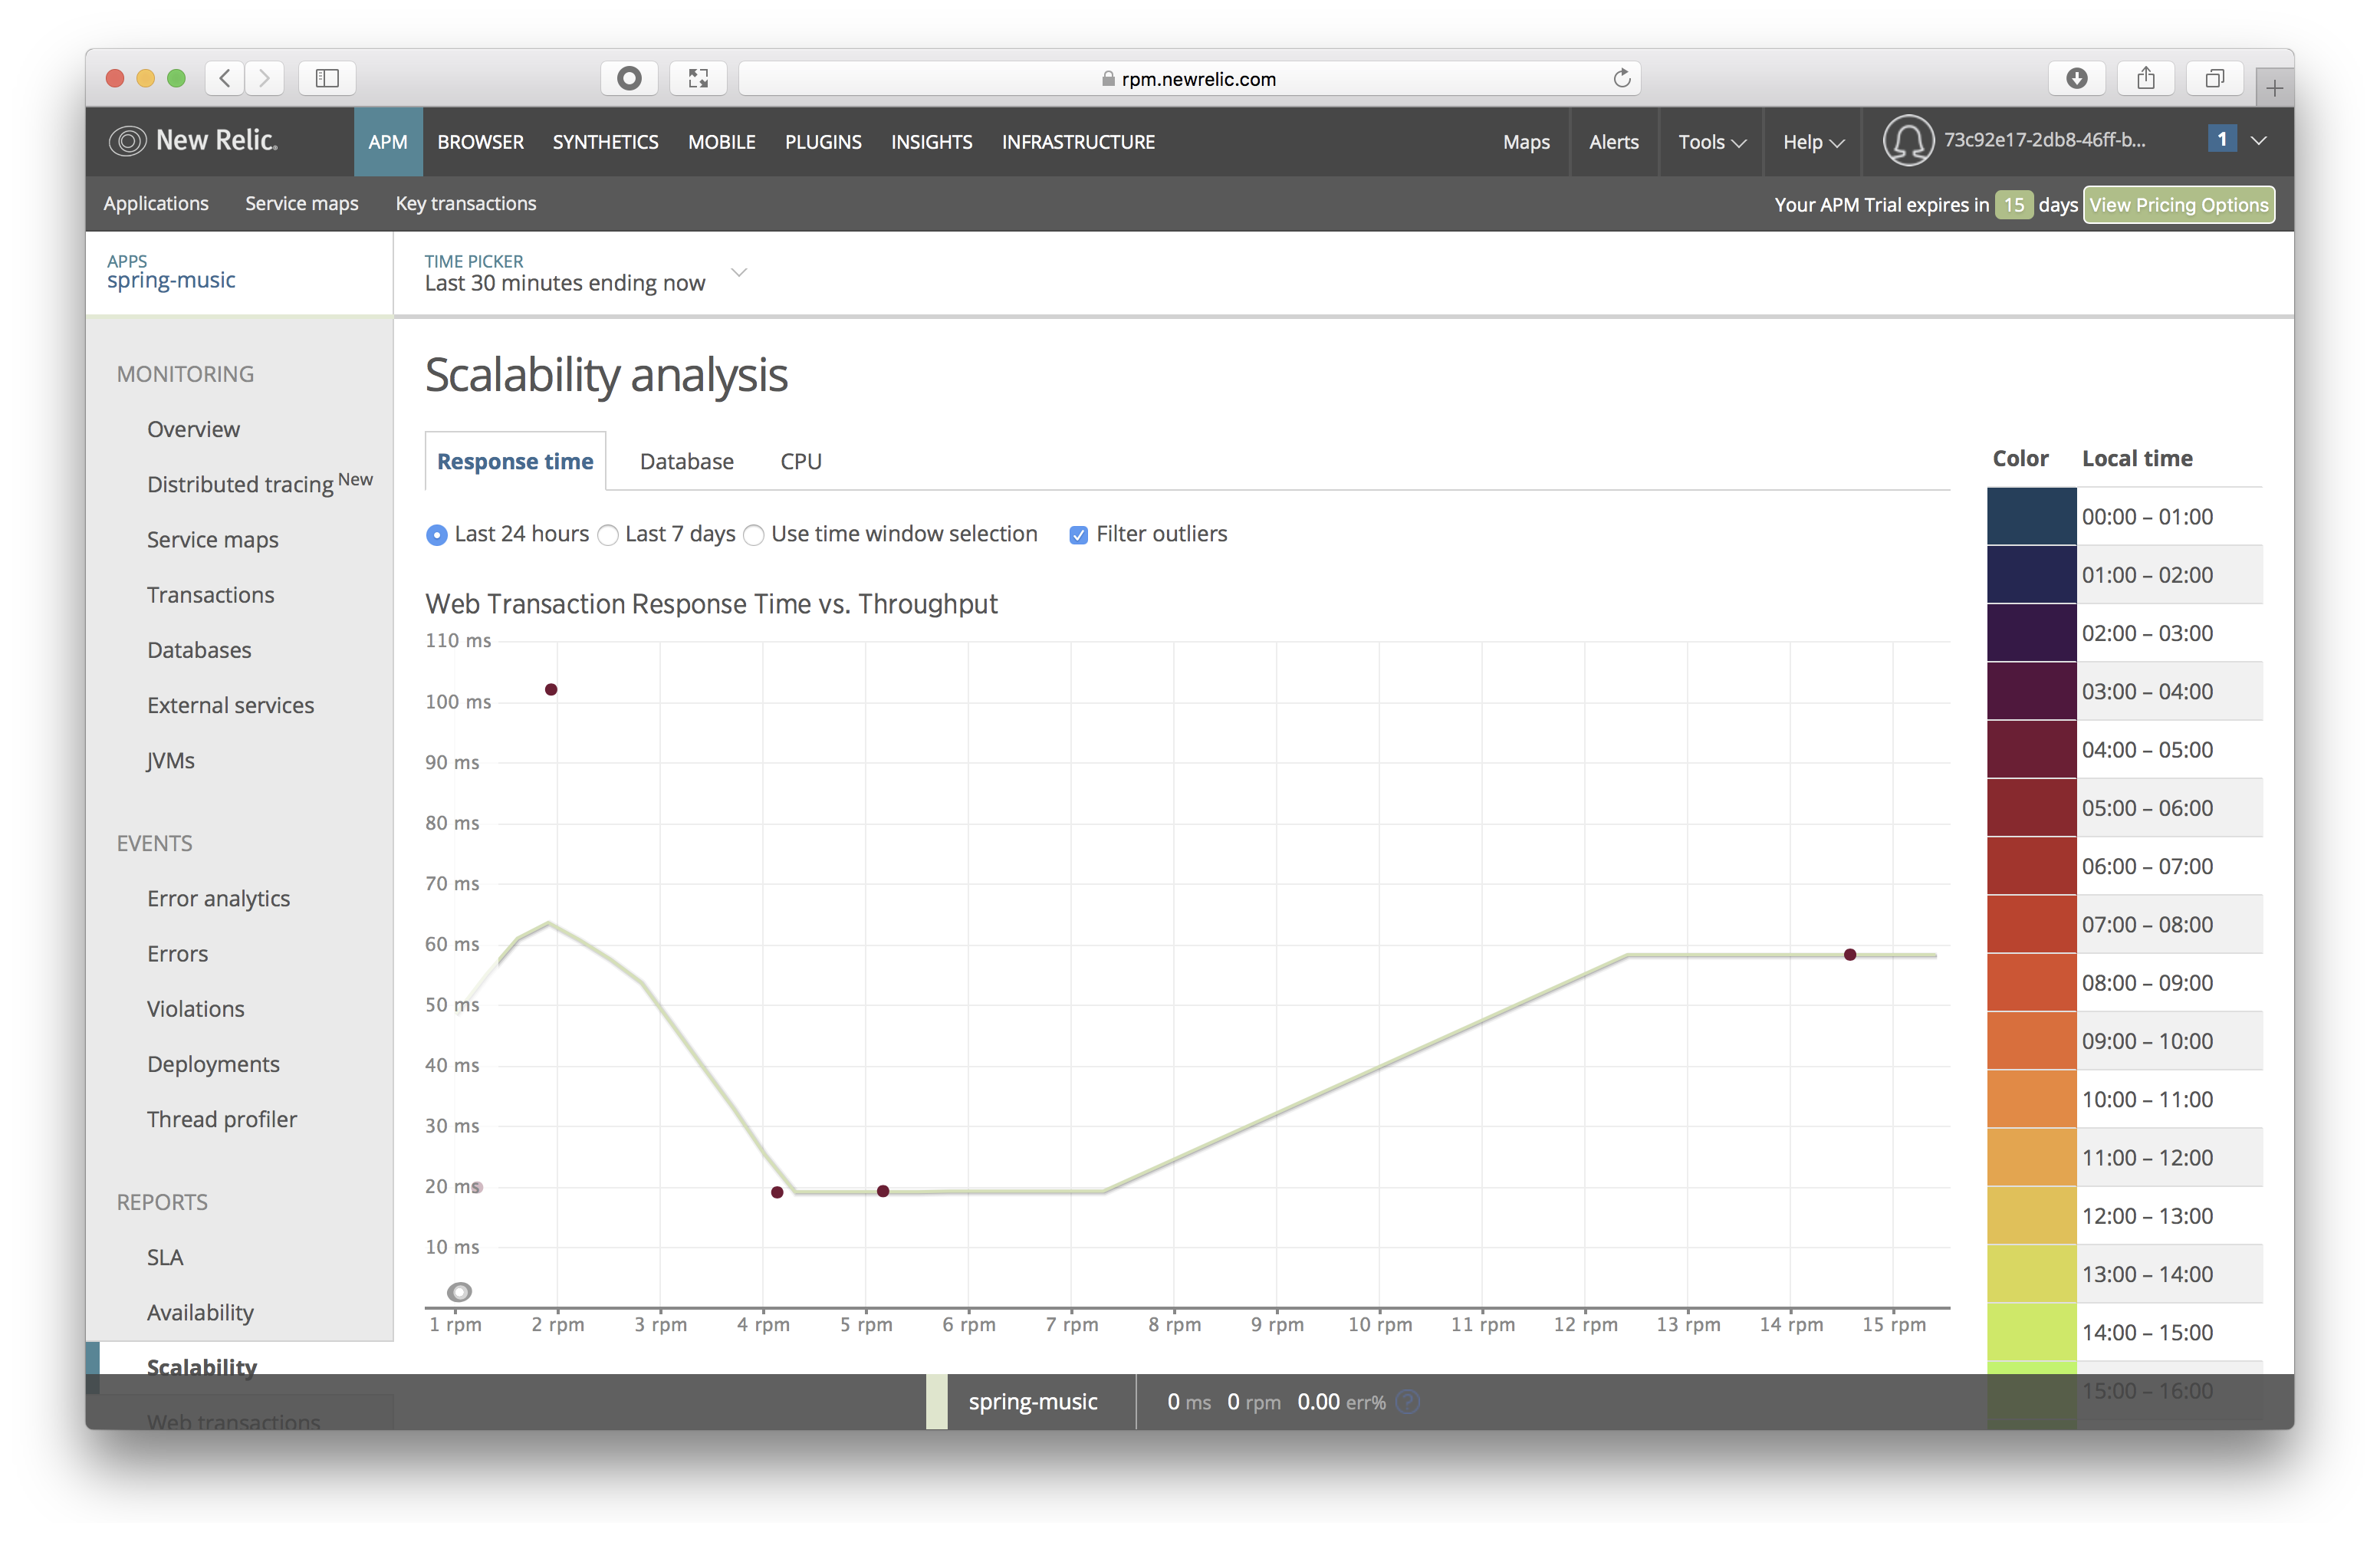 rpm.newrelic.com
New Relic.
APM BROWSER SYNTHETICS MOBILE PLUGINS INSIGHTS INFRASTRUCTURE
Maps Alerts Tools Help 73c92e17-2db8-46ff-b... 1
Applications Service maps Key transactions
Your APM Trial expires in 15 days View Pricing Options
APPS
spring-music
TIME PICKER
Last 30 minutes ending now
MONITORING
Overview
Distributed tracing New
Service maps
Transactions
Databases
External services
JVMs
EVENTS
Error analytics
Errors
Violations
Deployments
Thread profiler
REPORTS
SLA
Availability
Scalability
Web transactions
Scalability analysis
Response time Database CPU
Last 24 hours Last 7 days Use time window selection Filter outliers
Web Transaction Response Time vs. Throughput
110 ms
100 ms
90 ms
80 ms
70 ms
60 ms
50 ms
40 ms
30 ms
20 ms
10 ms
1 rpm 2 rpm 3 rpm 4 rpm 5 rpm 6 rpm 7 rpm 8 rpm 9 rpm 10 rpm 11 rpm 12 rpm 13 rpm 14 rpm 15 rpm
Color Local time
00:00 – 01:00
01:00 – 02:00
02:00 – 03:00
03:00 – 04:00
04:00 – 05:00
05:00 – 06:00
06:00 – 07:00
07:00 – 08:00
08:00 – 09:00
09:00 – 10:00
10:00 – 11:00
11:00 – 12:00
12:00 – 13:00
13:00 – 14:00
14:00 – 15:00
15:00 – 16:00
spring-music 0 ms 0 rpm 0.00 err% ?